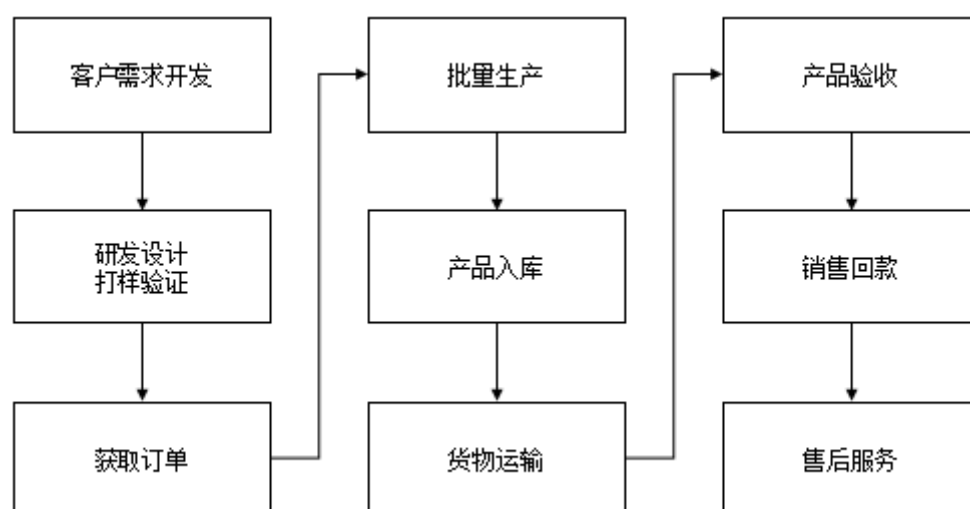 客户需求开发
研发设计
打样验证
获取订单
批量生产
产品入库
货物运输
产品验收
销售回款
售后服务